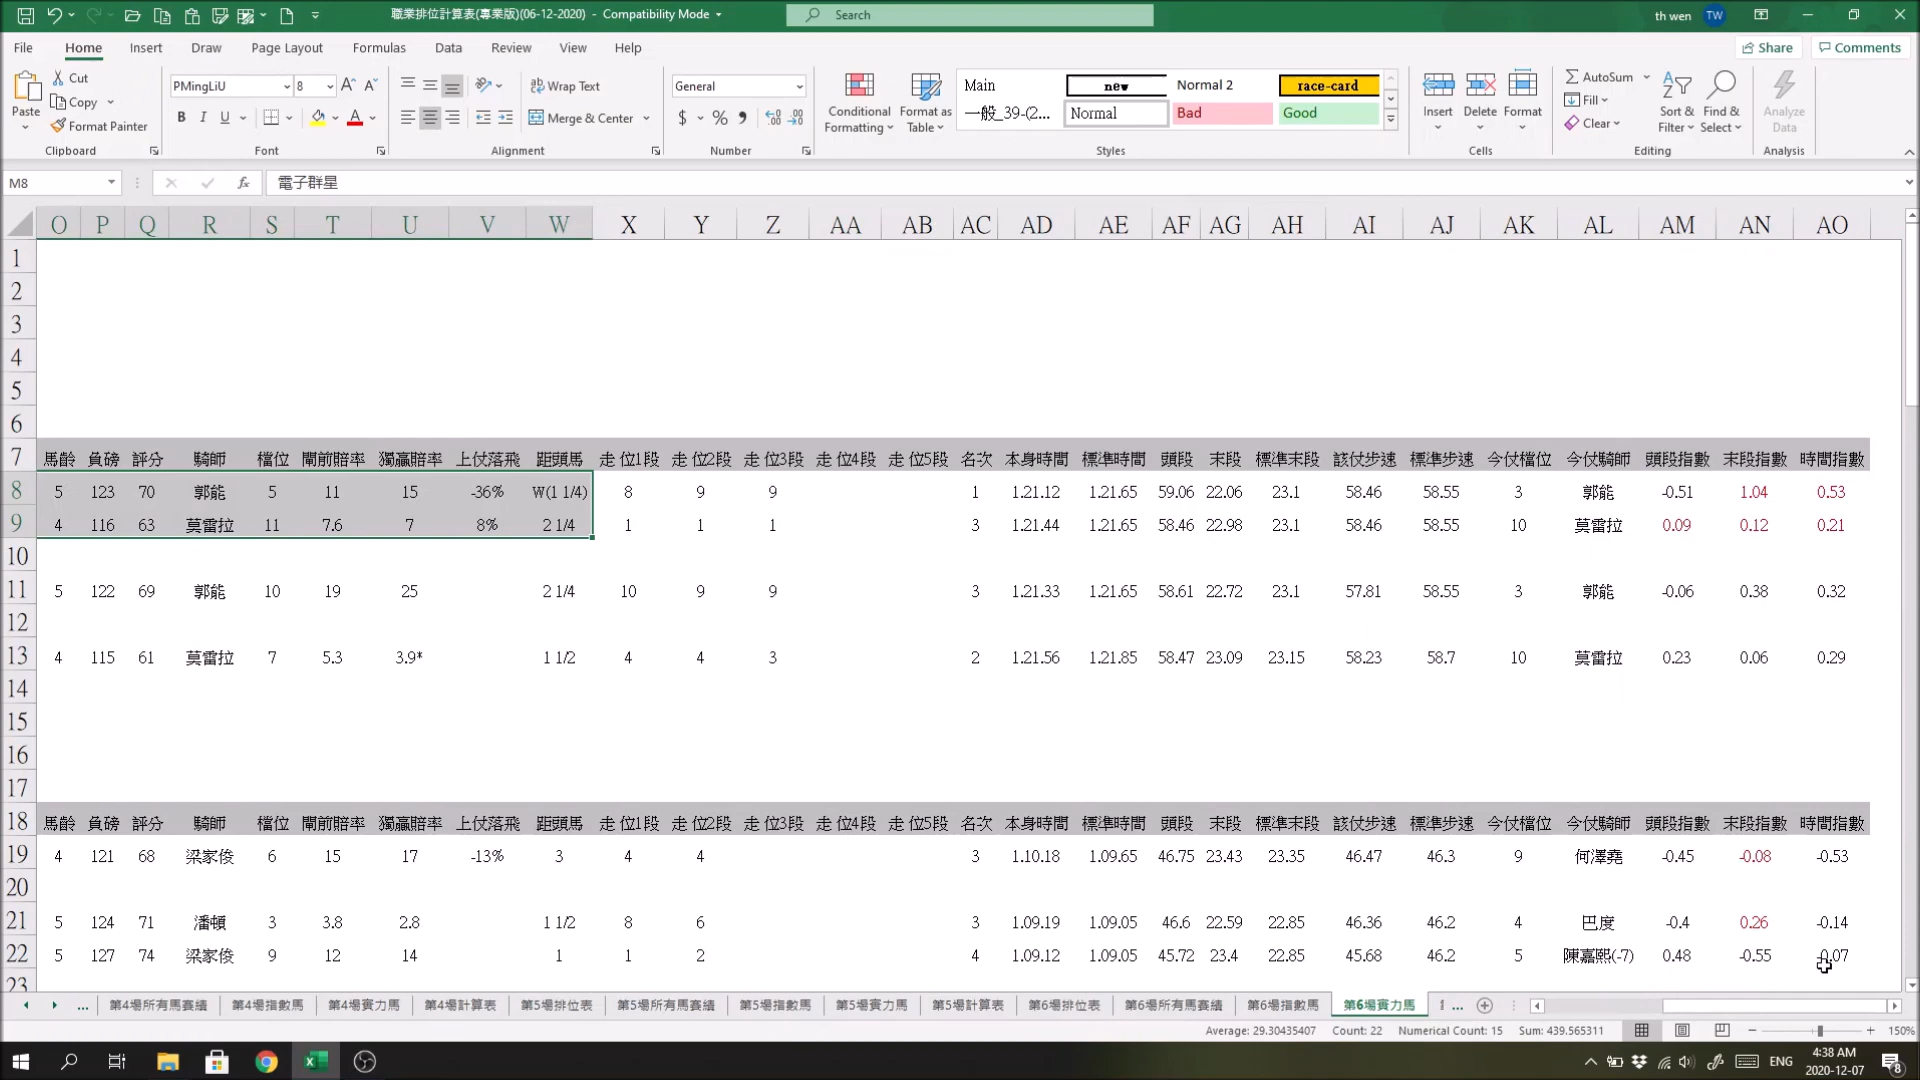 職業排位計算表(專業版)(06-12-2020) - Compatibility Mode
Search
th wen TW
File Home Insert Draw Page Layout Formulas Data Review View Help
Share Comments
Paste
Cut
Copy
Format Painter
Clipboard
PMingLiU 8
B I U
Font
Wrap Text
Merge & Center
Alignment
General
$ % 9
Number
Conditional Formatting
Format as Table
Main new Normal 2 race-card
一般_39-(2... Normal Bad Good
Styles
Insert Delete Format
Cells
AutoSum
Fill
Clear
Sort & Filter
Find & Select
Editing
Analyze Data
Analysis
M8 fx 電子群星
O P Q R S T U V W X Y Z AA AB AC AD AE AF AG AH AI AJ AK AL AM AN AO
1
2
3
4
5
6
7 馬齡 負磅 評分 騎師 檔位 閘前賠率 獨贏賠率 上仗落飛 距頭馬 走位1段 走位2段 走位3段 走位4段 走位5段 名次 本身時間 標準時間 頭段 末段 標準末段 該仗步速 標準步速 今仗檔位 今仗騎師 頭段指數 末段指數 時間指數
8 5 123 70 郭能 5 11 15 -36% W(1 1/4) 8 9 9 1 1.21.12 1.21.65 59.06 22.06 23.1 58.46 58.55 3 郭能 -0.51 1.04 0.53
9 4 116 63 莫雷拉 11 7.6 7 8% 2 1/4 1 1 1 3 1.21.44 1.21.65 58.46 22.98 23.1 58.46 58.55 10 莫雷拉 0.09 0.12 0.21
10
11 5 122 69 郭能 10 19 25 2 1/4 10 9 9 3 1.21.33 1.21.65 58.61 22.72 23.1 57.81 58.55 3 郭能 -0.06 0.38 0.32
12
13 4 115 61 莫雷拉 7 5.3 3.9* 1 1/2 4 4 3 2 1.21.56 1.21.85 58.47 23.09 23.15 58.23 58.7 10 莫雷拉 0.23 0.06 0.29
14
15
16
17
18 馬齡 負磅 評分 騎師 檔位 閘前賠率 獨贏賠率 上仗落飛 距頭馬 走位1段 走位2段 走位3段 走位4段 走位5段 名次 本身時間 標準時間 頭段 末段 標準末段 該仗步速 標準步速 今仗檔位 今仗騎師 頭段指數 末段指數 時間指數
19 4 121 68 梁家俊 6 15 17 -13% 3 4 4 3 1.10.18 1.09.65 46.75 23.43 23.35 46.47 46.3 9 何澤堯 -0.45 -0.08 -0.53
20
21 5 124 71 潘頓 3 3.8 2.8 1 1/2 8 6 3 1.09.19 1.09.05 46.6 22.59 22.85 46.36 46.2 4 巴度 -0.4 0.26 -0.14
22 5 127 74 梁家俊 9 12 14 1 1 2 4 1.09.12 1.09.05 45.72 23.4 22.85 45.68 46.2 5 陳嘉熙(-7) 0.48 -0.55 -0.07
23
... 第4場所有馬賽績 第4場指數馬 第4場實力馬 第4場計算表 第5場排位表 第5場所有馬賽績 第5場指數馬 第5場實力馬 第5場計算表 第6場排位表 第6場所有馬賽績 第6場指數馬 第6場實力馬 ...
Average: 29.30435407 Count: 22 Numerical Count: 15 Sum: 439.565311 150%
ENG 4:38 AM
2020-12-07 8